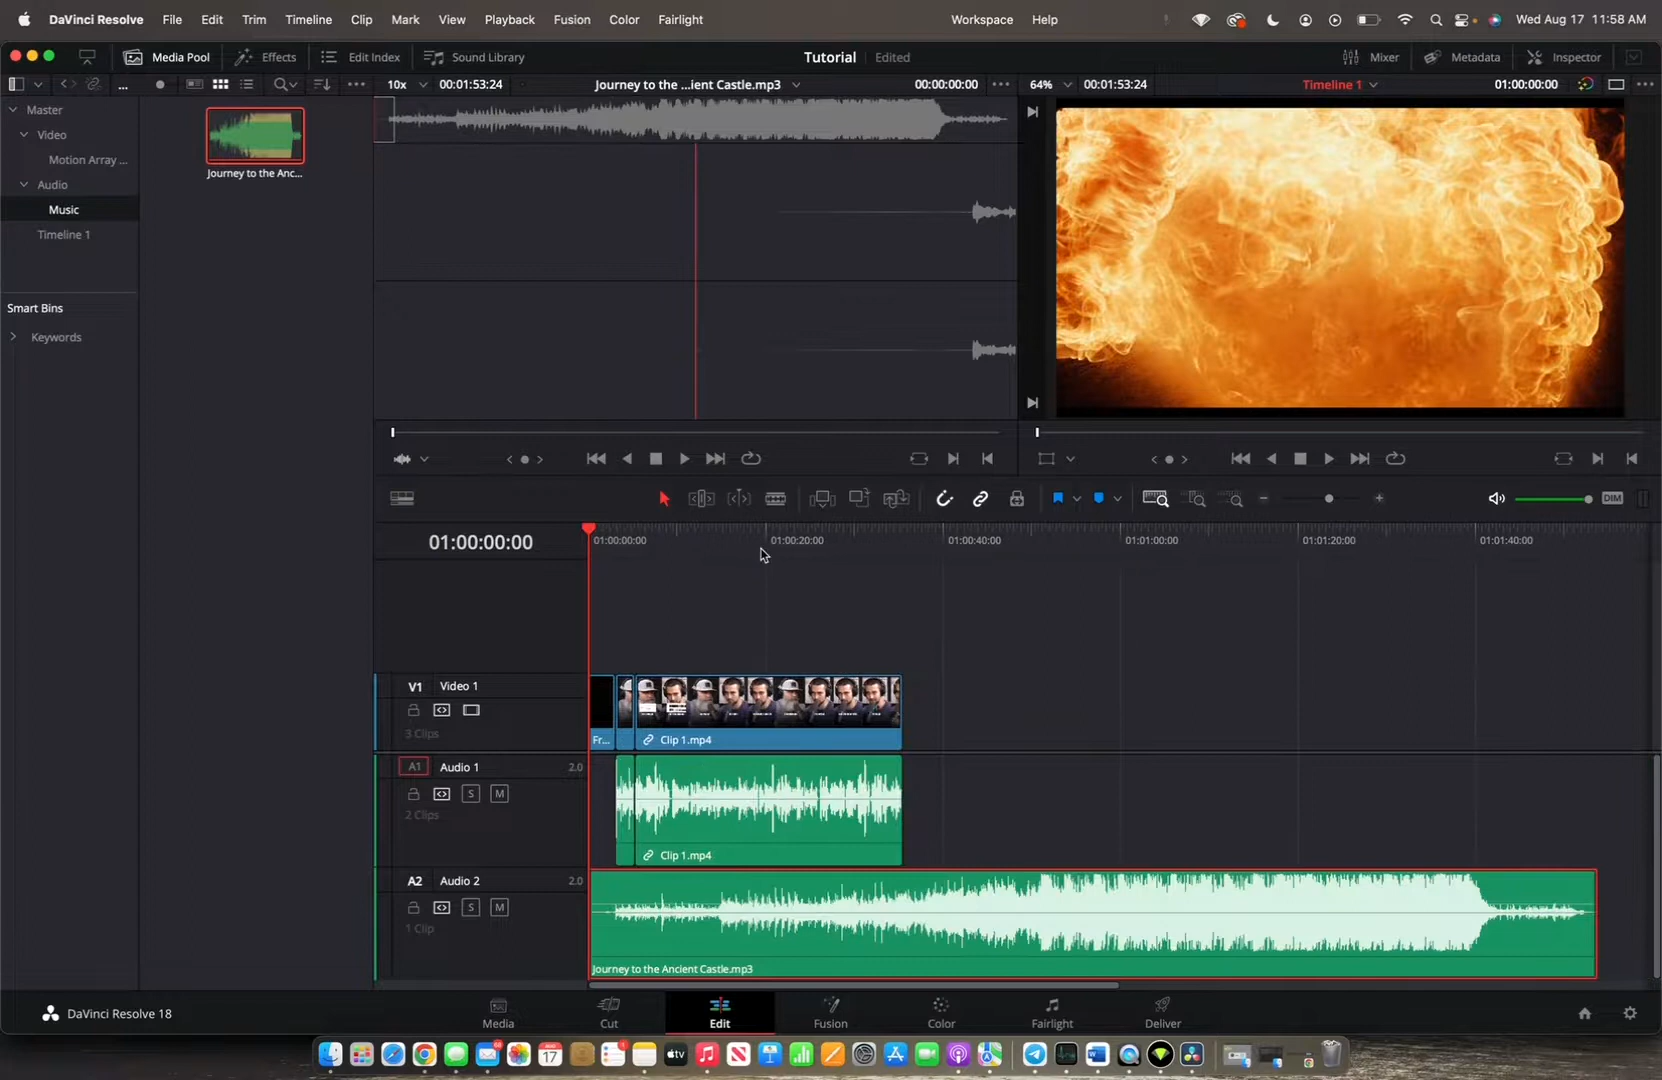 DaVinci Resolve File Edit Trim Timeline Clip Mark View Playback Fusion Color Fairlight Workspace Help Wed Aug 17 11:58 AM
Media Pool Effects Edit Index Sound Library Tutorial Edited Mixer Metadata Inspector
... 10x 00:01:53:24 Journey to the ...ient Castle.mp3 00:00:00:00 64% 00:01:53:24 Timeline 1 01:00:00:00
Master
Video
Motion Array ...
Audio
Music
Timeline 1
Journey to the Anc...
Smart Bins
Keywords
DIM
01:00:00:00
01:00:00:00 01:00:20:00 01:00:40:00 01:01:00:00 01:01:20:00 01:01:40:00
V1 Video 1
3 Clips
Fr... Clip 1.mp4
A1 Audio 1 2.0
S M
2 Clips
Clip 1.mp4
A2 Audio 2 2.0
S M
1 Clip
Journey to the Ancient Castle.mp3
DaVinci Resolve 18
Media Cut Edit Fusion Color Fairlight Deliver
17
tv